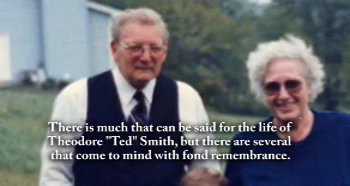 There is much that can be said for the life of
Theodore "Ted" Smith, but there are several
that come to mind with fond remembrance.